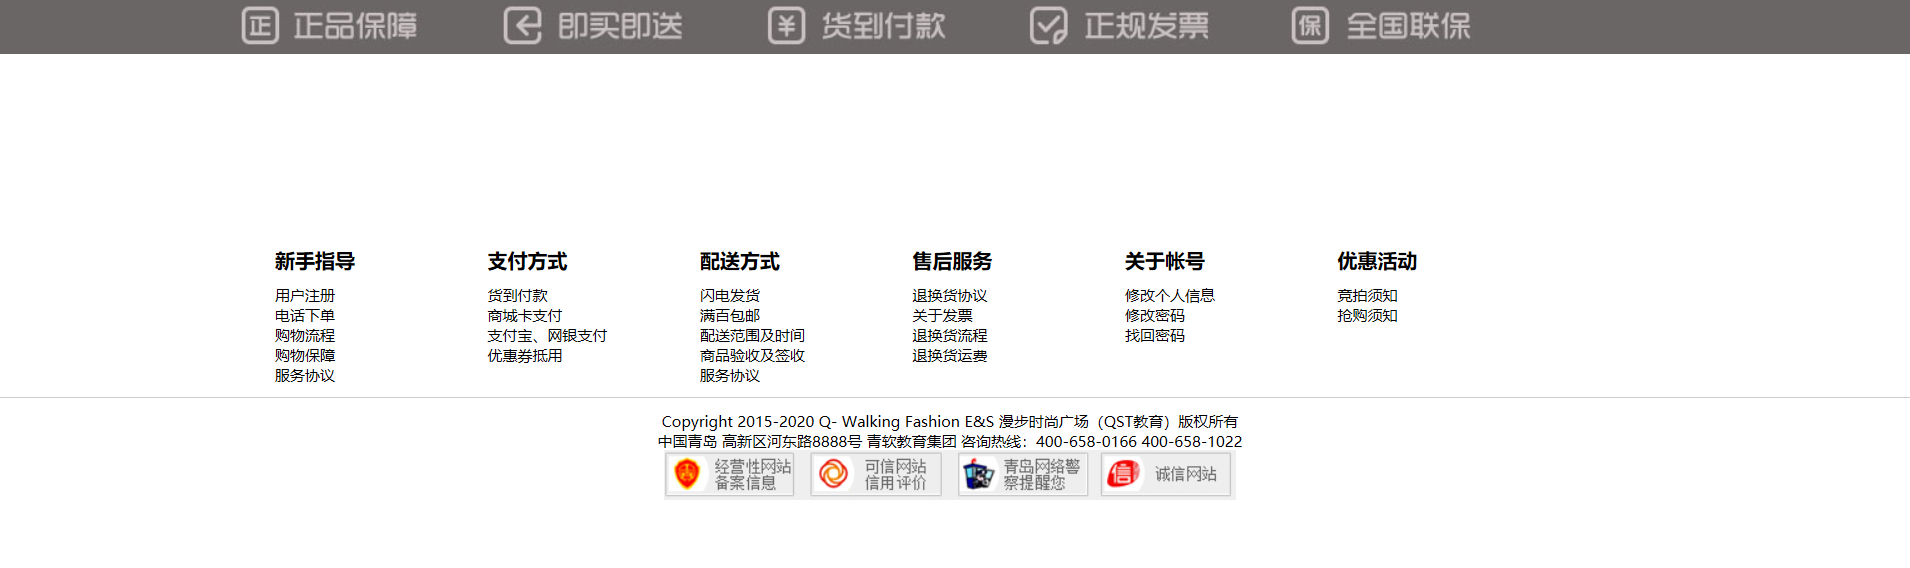 正 正品保障 即买即送 ¥ 货到付款 正规发票 保 全国联保
新手指导
用户注册
电话下单
购物流程
购物保障
服务协议
支付方式
货到付款
商城卡支付
支付宝、网银支付
优惠券抵用
配送方式
闪电发货
满百包邮
配送范围及时间
商品验收及签收
服务协议
售后服务
退换货协议
关于发票
退换货流程
退换货运费
关于帐号
修改个人信息
修改密码
找回密码
优惠活动
竞拍须知
抢购须知
Copyright 2015-2020 Q- Walking Fashion E&S 漫步时尚广场（QST教育）版权所有
中国青岛 高新区河东路8888号 青软教育集团 咨询热线：400-658-0166 400-658-1022
经营性网站
备案信息
可信网站
信用评价
青岛网络警
察提醒您
信 诚信网站